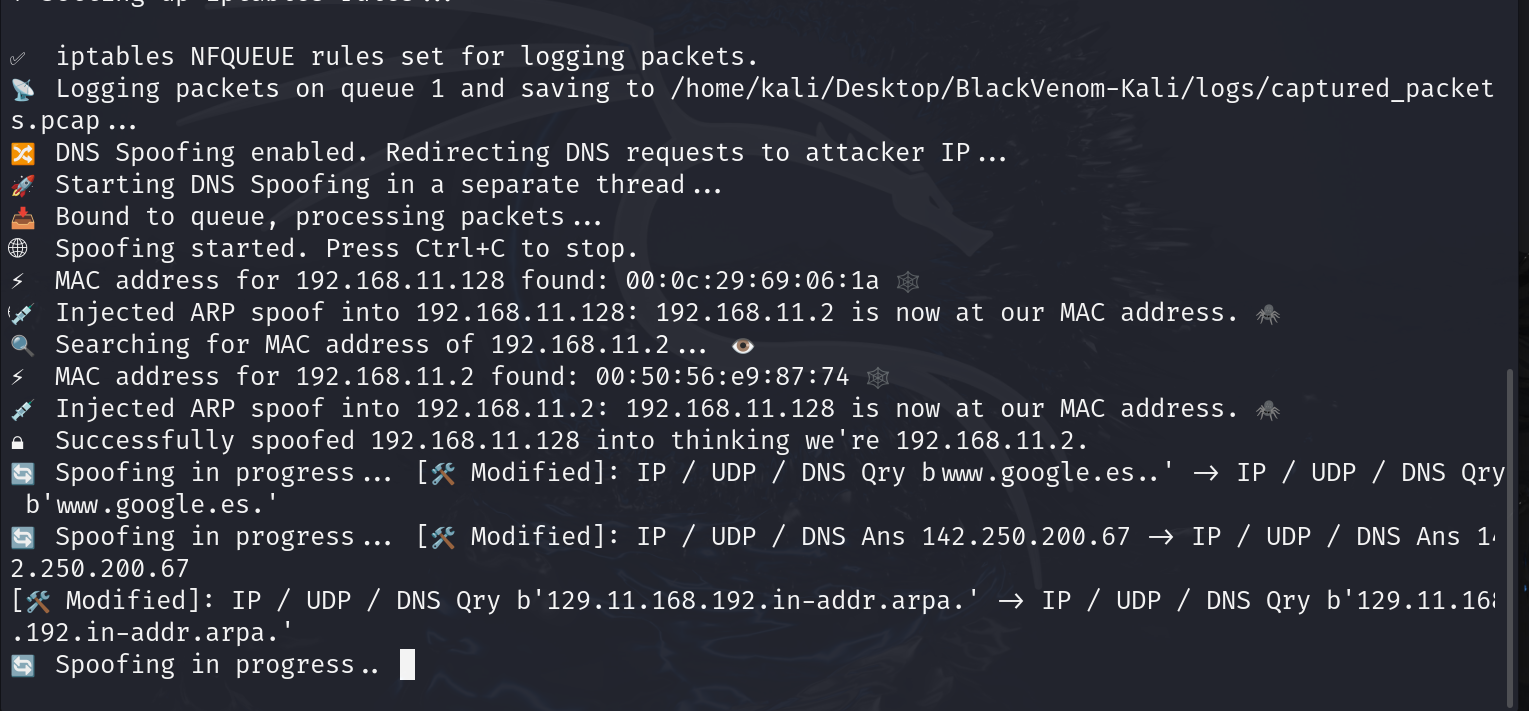 iptables NFQUEUE rules set for logging packets.
Logging packets on queue 1 and saving to /home/kali/Desktop/BlackVenom-Kali/logs/captured_packet
s.pcap...
DNS Spoofing enabled. Redirecting DNS requests to attacker IP...
Starting DNS Spoofing in a separate thread...
Bound to queue, processing packets...
Spoofing started. Press Ctrl+C to stop.
MAC address for 192.168.11.128 found: 00:0c:29:69:06:1a
Injected ARP spoof into 192.168.11.128: 192.168.11.2 is now at our MAC address.
Searching for MAC address of 192.168.11.2...
MAC address for 192.168.11.2 found: 00:50:56:e9:87:74
Injected ARP spoof into 192.168.11.2: 192.168.11.128 is now at our MAC address.
Successfully spoofed 192.168.11.128 into thinking we're 192.168.11.2.
Spoofing in progress... [🛠 Modified]: IP / UDP / DNS Qry b www.google.es..' → IP / UDP / DNS Qry
b'www.google.es.'
Spoofing in progress... [🛠 Modified]: IP / UDP / DNS Ans 142.250.200.67 → IP / UDP / DNS Ans 14
2.250.200.67
[🛠 Modified]: IP / UDP / DNS Qry b'129.11.168.192.in-addr.arpa.' → IP / UDP / DNS Qry b'129.11.168
.192.in-addr.arpa.'
Spoofing in progress..